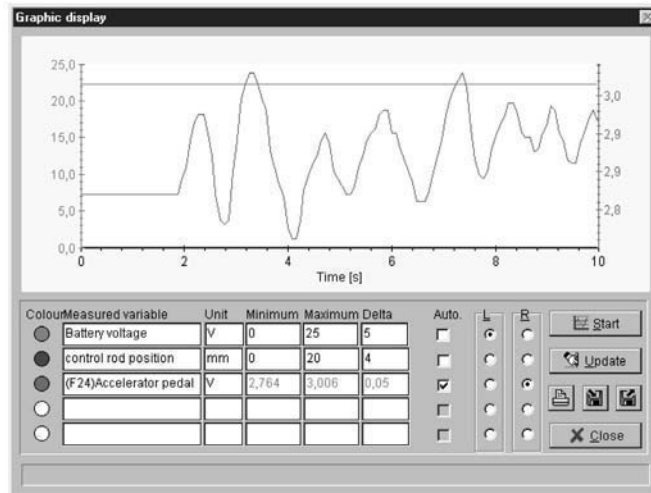 Graphic display
25,0
20,0
15,0
10,0
5,0
0,0
3,0
2,9
2,9
2,8
0 2 4 6 8 10
Time [s]
Colour Measured variable Unit Minimum Maximum Delta Auto. L R
Battery voltage V 0 25 5
control rod position mm 0 20 4
(F24)Accelerator pedal V 2,764 3,006 0,05
Start
Update
Close